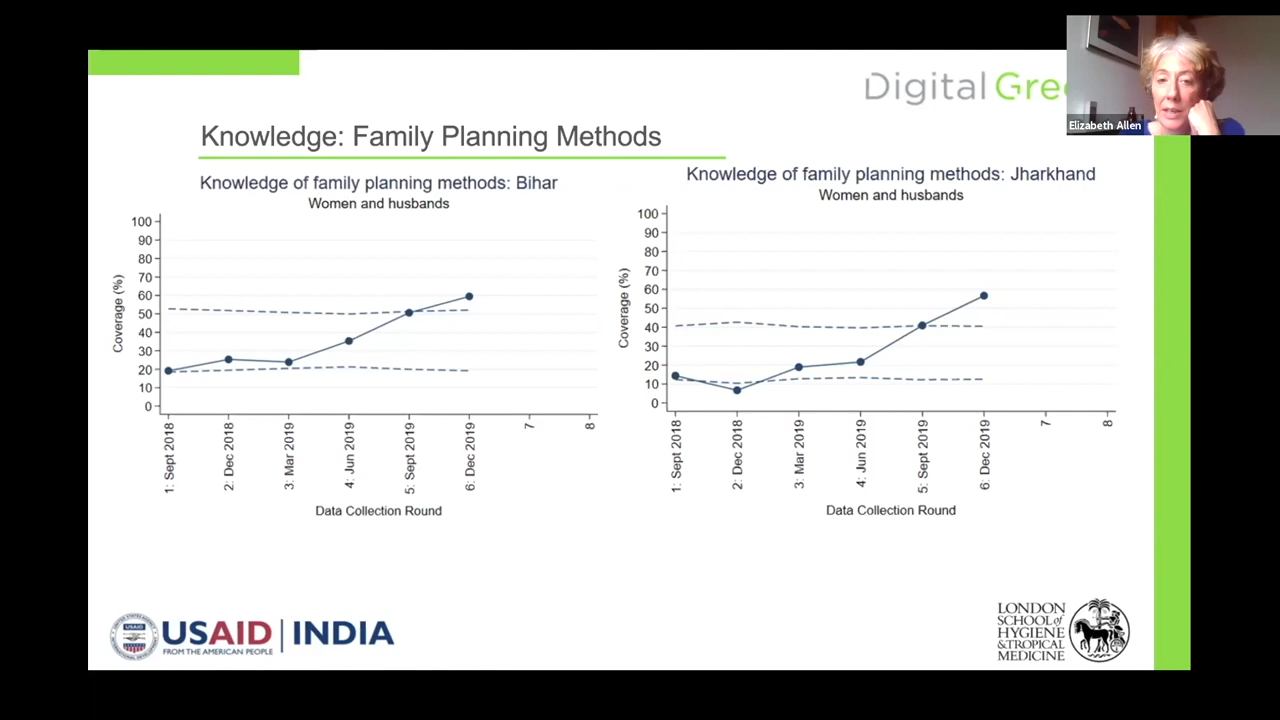 Digital Gre
Elizabeth Allen
Knowledge: Family Planning Methods
Knowledge of family planning methods: Bihar
Women and husbands
Coverage (%)
100
90
80
70
60
50
40
30
20
10
0
1: Sept 2018
2: Dec 2018
3: Mar 2019
4: Jun 2019
5: Sept 2019
6: Dec 2019
7
8
Data Collection Round
Knowledge of family planning methods: Jharkhand
Women and husbands
Coverage (%)
100
90
80
70
60
50
40
30
20
10
0
1: Sept 2018
2: Dec 2018
3: Mar 2019
4: Jun 2019
5: Sept 2019
6: Dec 2019
7
8
Data Collection Round
USAID
USAID | INDIA
FROM THE AMERICAN PEOPLE
LONDON
SCHOOL of
HYGIENE
& TROPICAL
MEDICINE